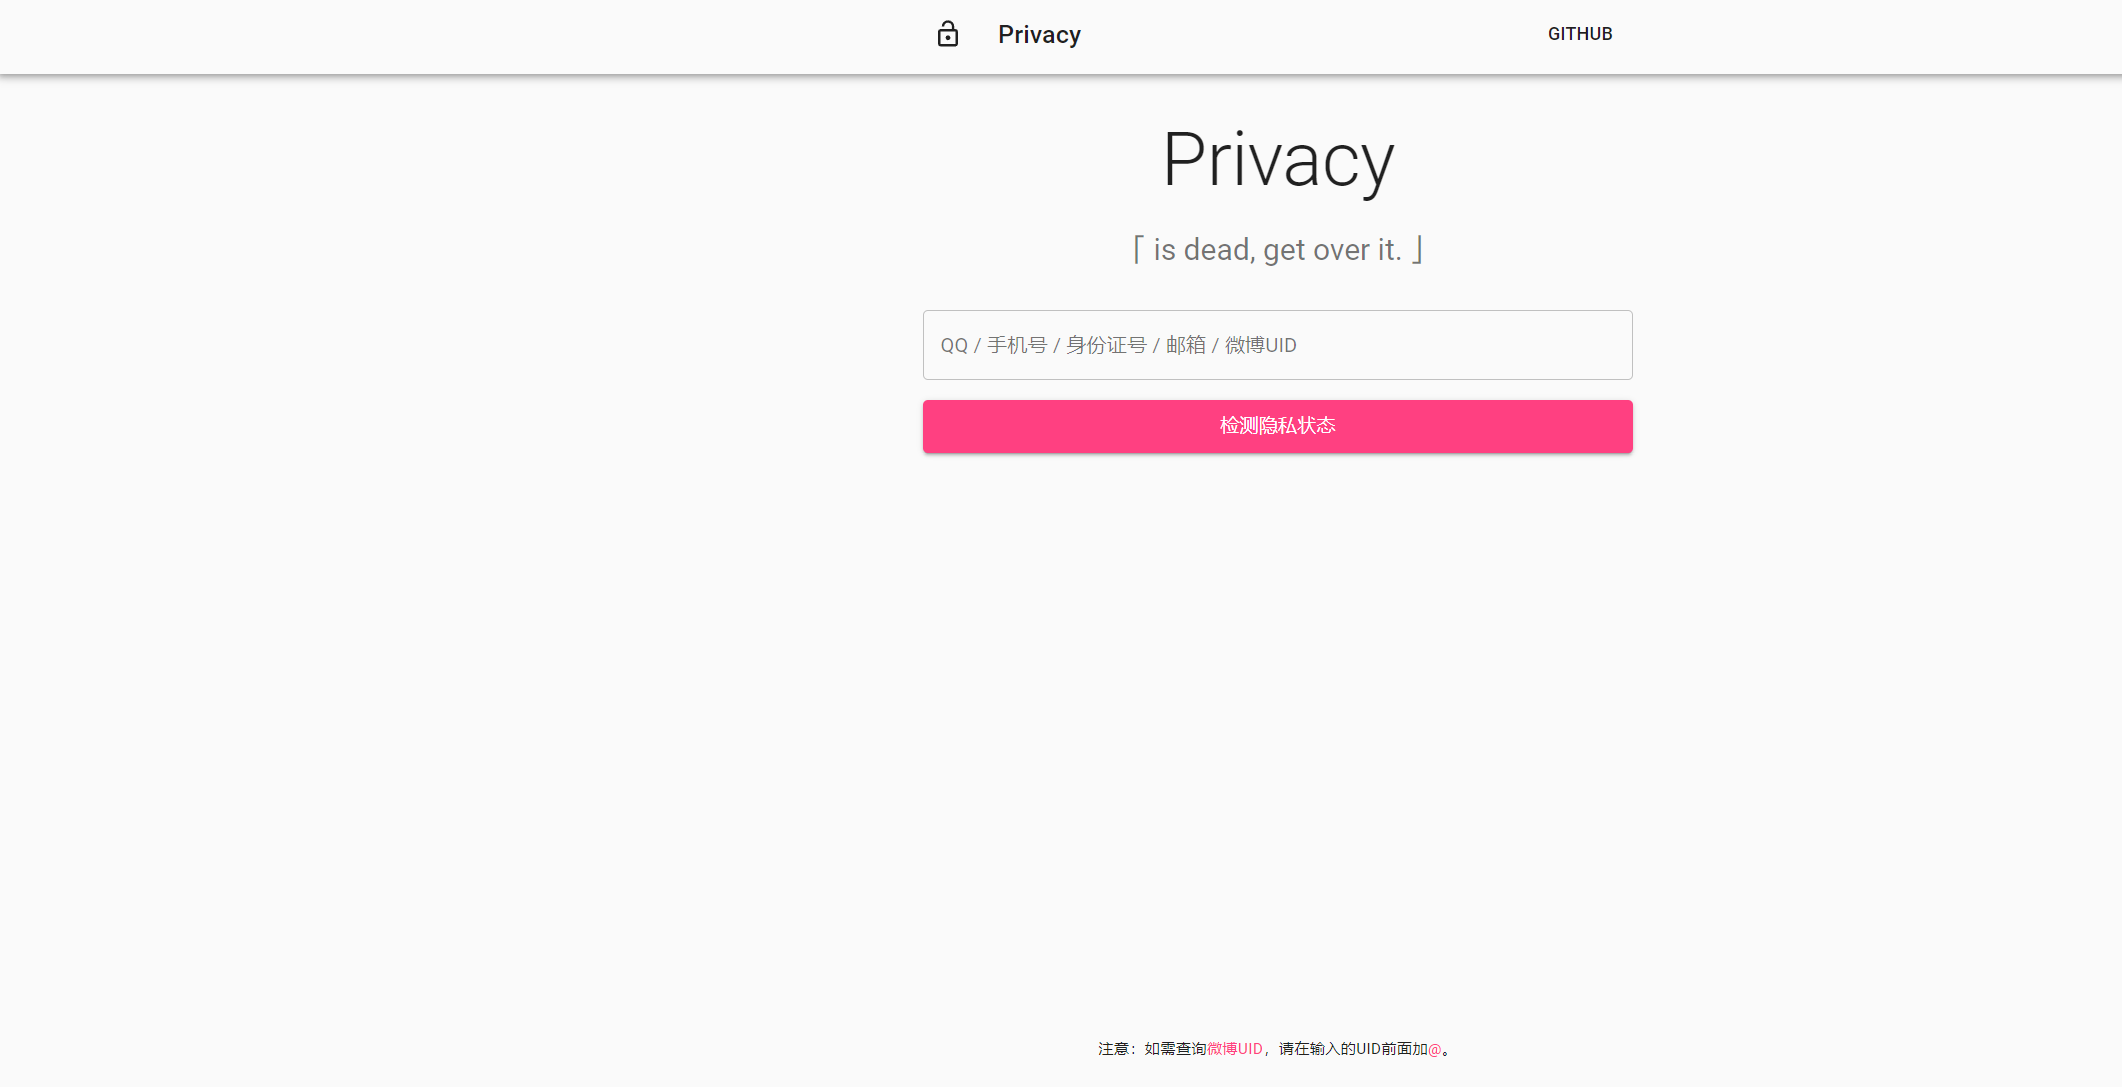 Privacy
GITHUB
Privacy
「 is dead, get over it. 」
QQ / 手机号 / 身份证号 / 邮箱 / 微博UID
检测隐私状态
注意：如需查询微博UID，请在输入的UID前面加@。